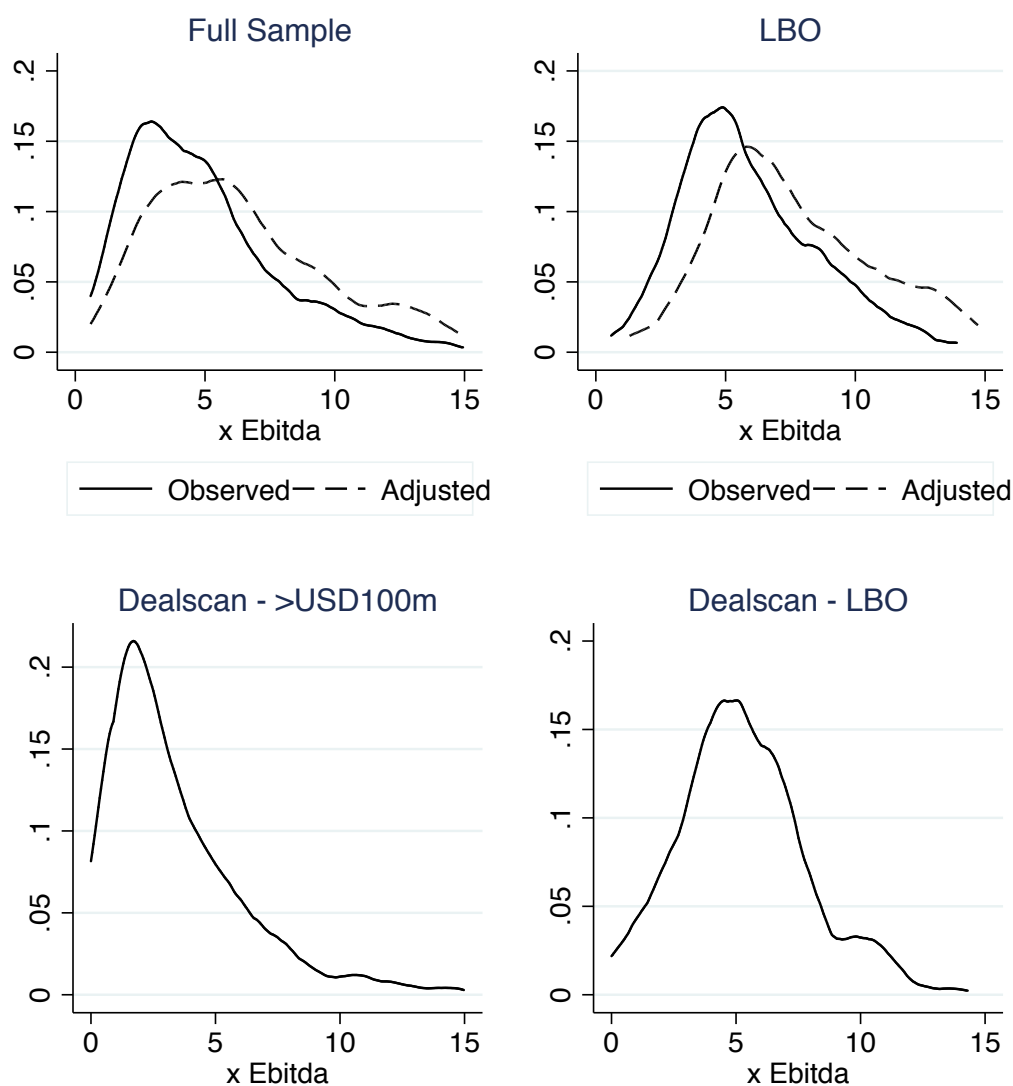 Full Sample
.2
.15
.1
.05
0
0 5 10 15
x Ebitda
Observed Adjusted
LBO
.2
.15
.1
.05
0
0 5 10 15
x Ebitda
Observed Adjusted
Dealscan - >USD100m
.2
.15
.1
.05
0
0 5 10 15
x Ebitda
Dealscan - LBO
.2
.15
.1
.05
0
0 5 10 15
x Ebitda